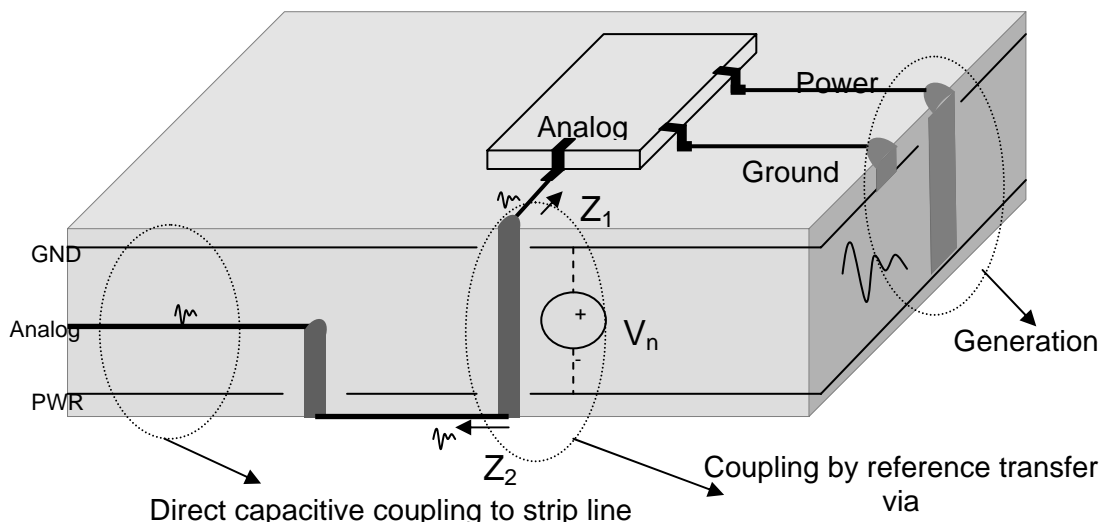 Power
Analog
Ground
Z1
GND
+
Vn
Analog
-
Generation
PWR
Z2
Coupling by reference transfer
via
Direct capacitive coupling to strip line